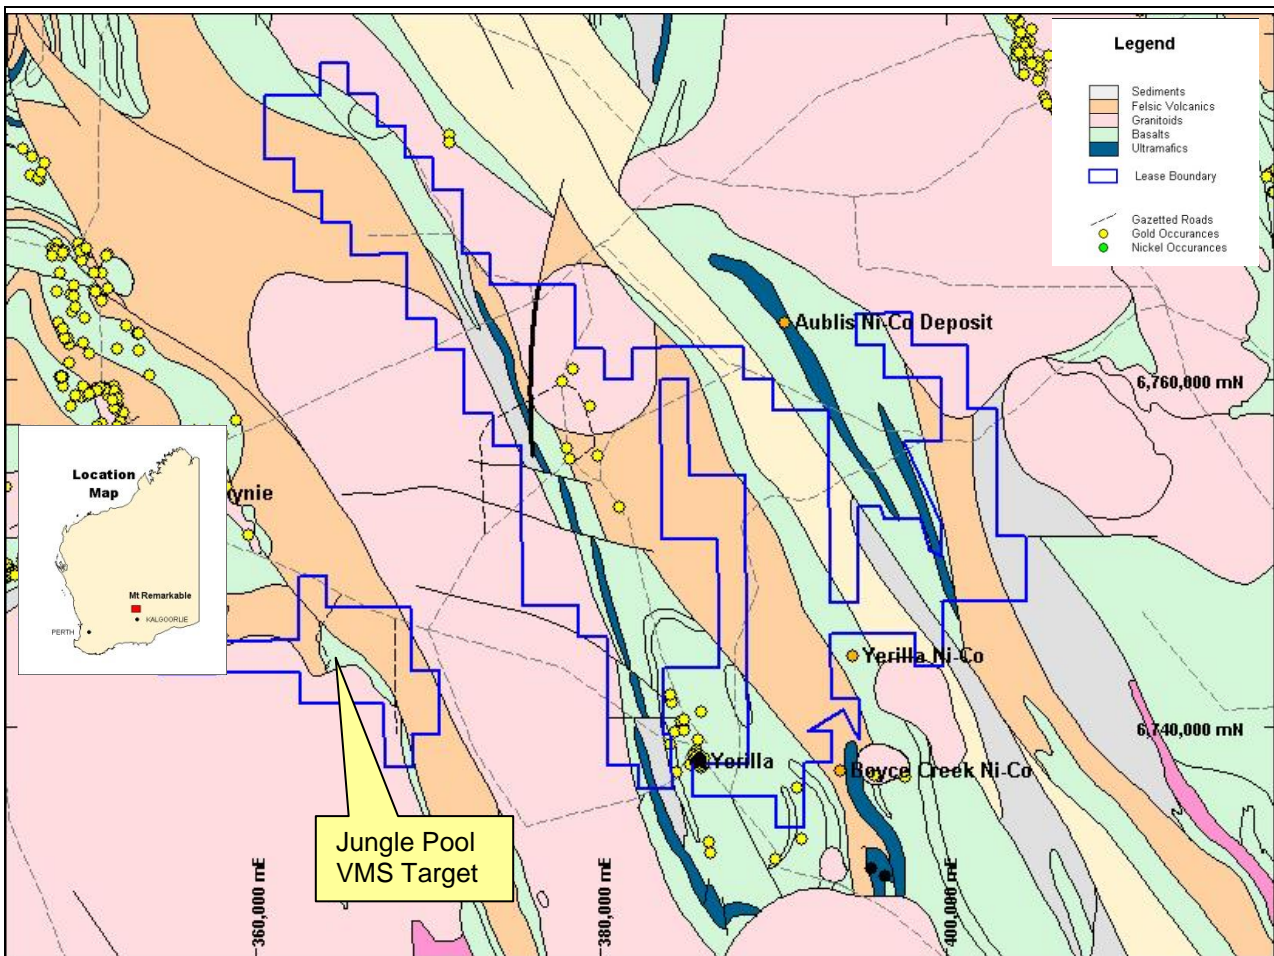 Legend
Sediments
Felsic Volcanics
Granitoids
Basalts
Ultramafics
Lease Boundary
Gazetted Roads
Gold Occurances
Nickel Occurances
Aublis Ni-Co Deposit
6,760,000 mN
Location
Map
Mt Remarkable
KALGOORLIE
PERTH
Yerilla Ni-Co
6,740,000 mN
Yerilla
Boyce Creek Ni-Co
Jungle Pool
VMS Target
360,000 mE
380,000 mE
400,000 mE